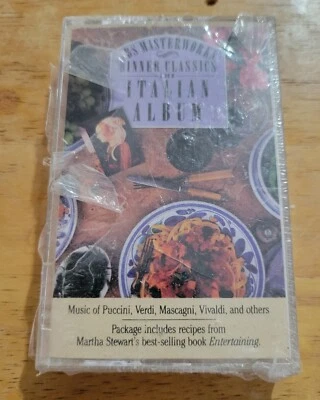 CBS MASTERWORKS
DINNER CLASSICS
THE
ITALIAN
ALBUM
Music of Puccini, Verdi, Mascagni, Vivaldi, and others
Package includes recipes from
Martha Stewart's best-selling book Entertaining.